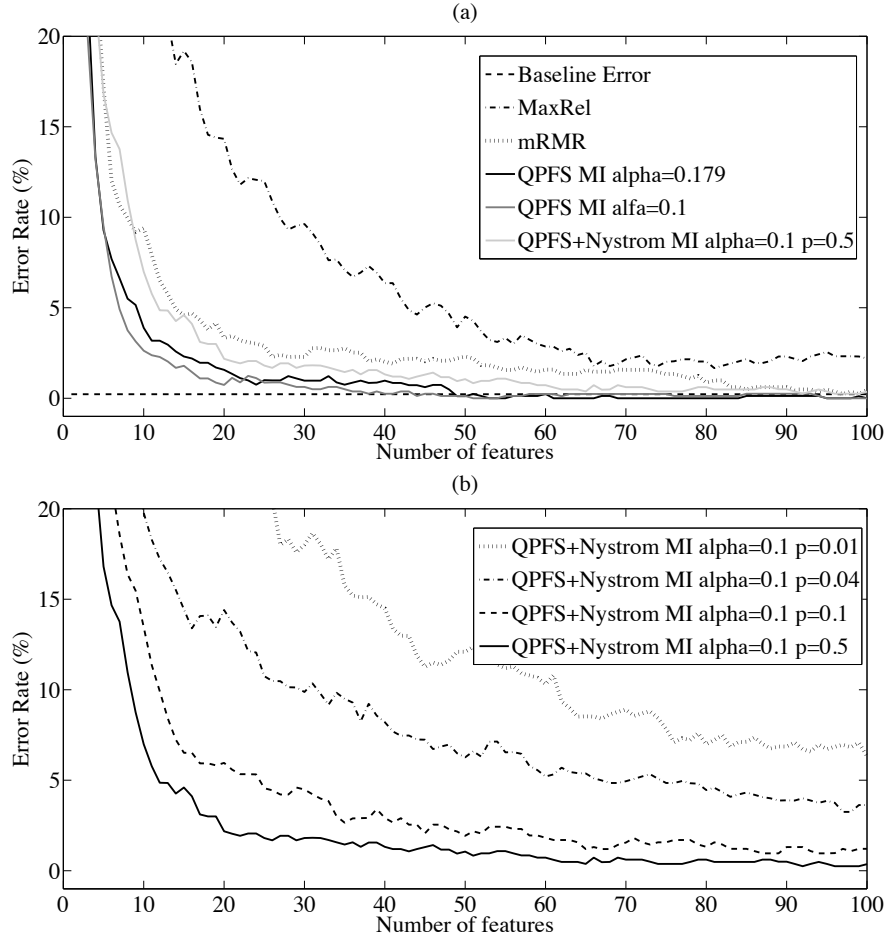 (a)
20
15
10
5
0
Error Rate (%)
Baseline Error
MaxRel
mRMR
QPFS MI alpha=0.179
QPFS MI alfa=0.1
QPFS+Nystrom MI alpha=0.1 p=0.5
0 10 20 30 40 50 60 70 80 90 100
Number of features
(b)
20
15
10
5
0
Error Rate (%)
QPFS+Nystrom MI alpha=0.1 p=0.01
QPFS+Nystrom MI alpha=0.1 p=0.04
QPFS+Nystrom MI alpha=0.1 p=0.1
QPFS+Nystrom MI alpha=0.1 p=0.5
0 10 20 30 40 50 60 70 80 90 100
Number of features